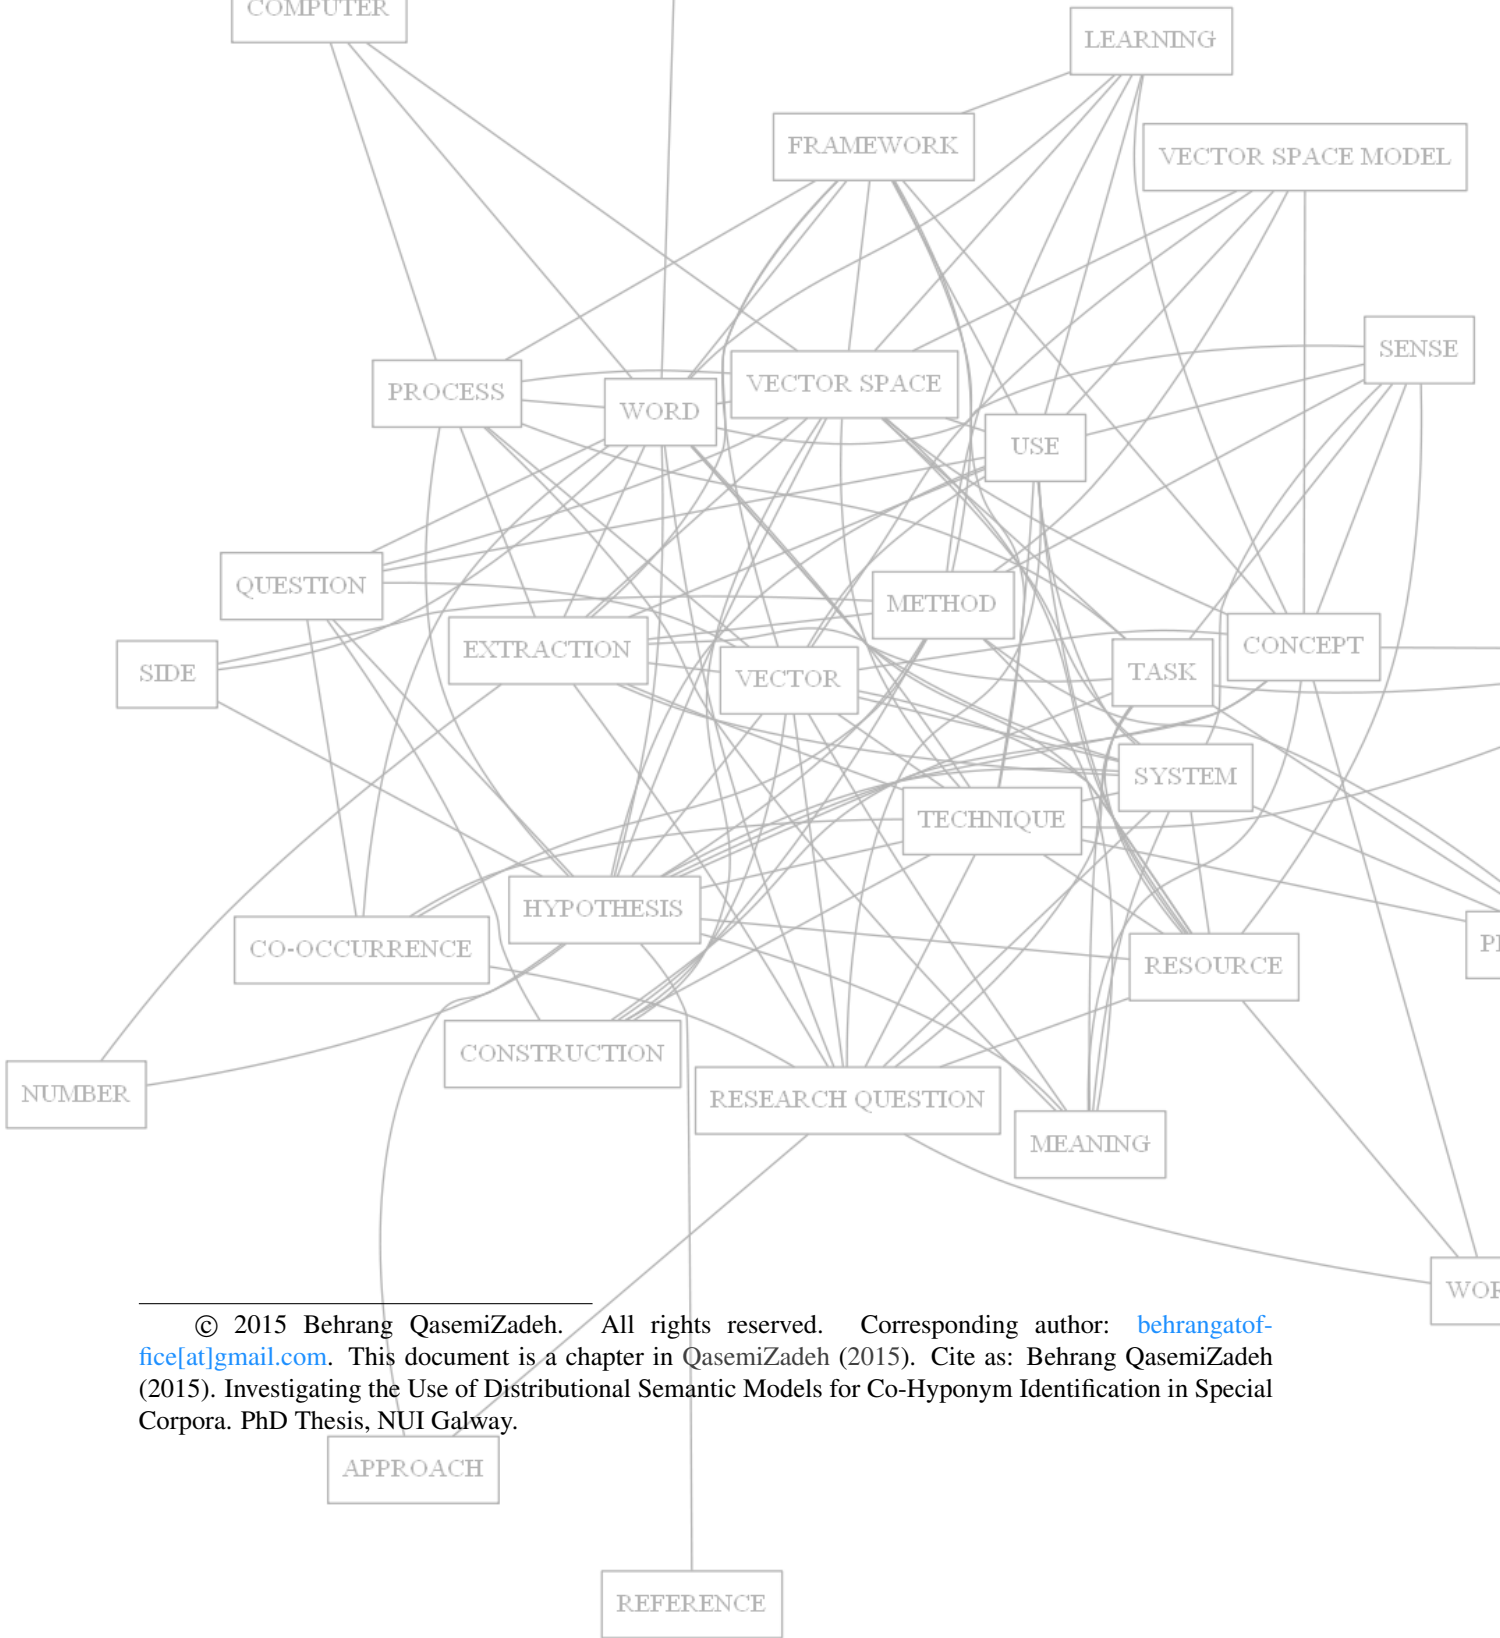 COMPUTER
LEARNING
FRAMEWORK
VECTOR SPACE MODEL
SENSE
PROCESS
VECTOR SPACE
WORD
USE
QUESTION
METHOD
EXTRACTION
CONCEPT
SIDE
VECTOR
TASK
SYSTEM
TECHNIQUE
HYPOTHESIS
CO-OCCURRENCE
RESOURCE
CONSTRUCTION
NUMBER
RESEARCH QUESTION
MEANING
© 2015 Behrang QasemiZadeh. All rights reserved. Corresponding author: behrangatof-
fice[at]gmail.com. This document is a chapter in QasemiZadeh (2015). Cite as: Behrang QasemiZadeh
(2015). Investigating the Use of Distributional Semantic Models for Co-Hyponym Identification in Special
Corpora. PhD Thesis, NUI Galway.
APPROACH
REFERENCE